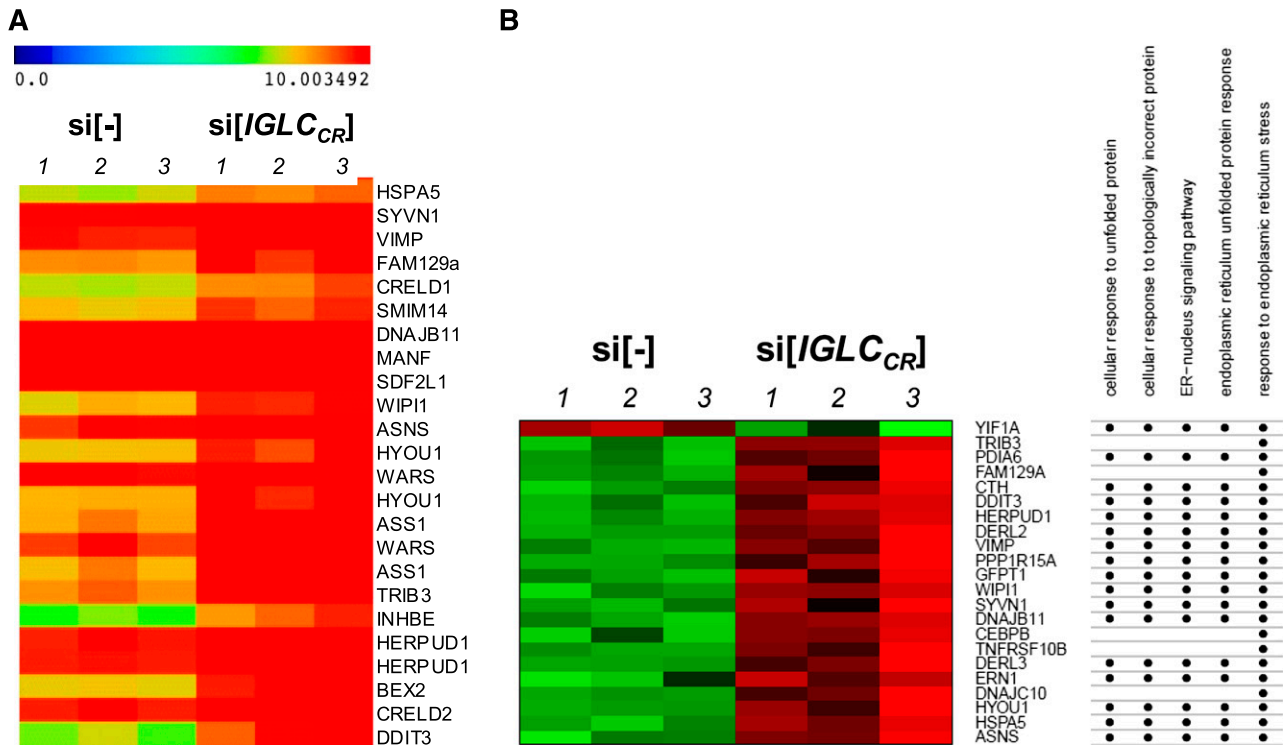 A
B
0.0 10.003492
si[-] si[IGLC_CR]
1 2 3 1 2 3
HSPA5
SYVN1
VIMP
FAM129a
CRELD1
SMIM14
DNAJB11
MANF
SDF2L1
WIPI1
ASNS
HYOU1
WARS
HYOU1
ASS1
WARS
ASS1
TRIB3
INHBE
HERPUD1
HERPUD1
BEX2
CRELD2
DDIT3
si[-] si[IGLC_CR]
1 2 3 1 2 3
cellular response to unfolded protein
cellular response to topologically incorrect protein
ER−nucleus signaling pathway
endoplasmic reticulum unfolded protein response
response to endoplasmic reticulum stress
YIF1A
TRIB3
PDIA6
FAM129A
CTH
DDIT3
HERPUD1
DERL2
VIMP
PPP1R15A
GFPT1
WIPI1
SYVN1
DNAJB11
CEBPB
TNFRSF10B
DERL3
ERN1
DNAJC10
HYOU1
HSPA5
ASNS